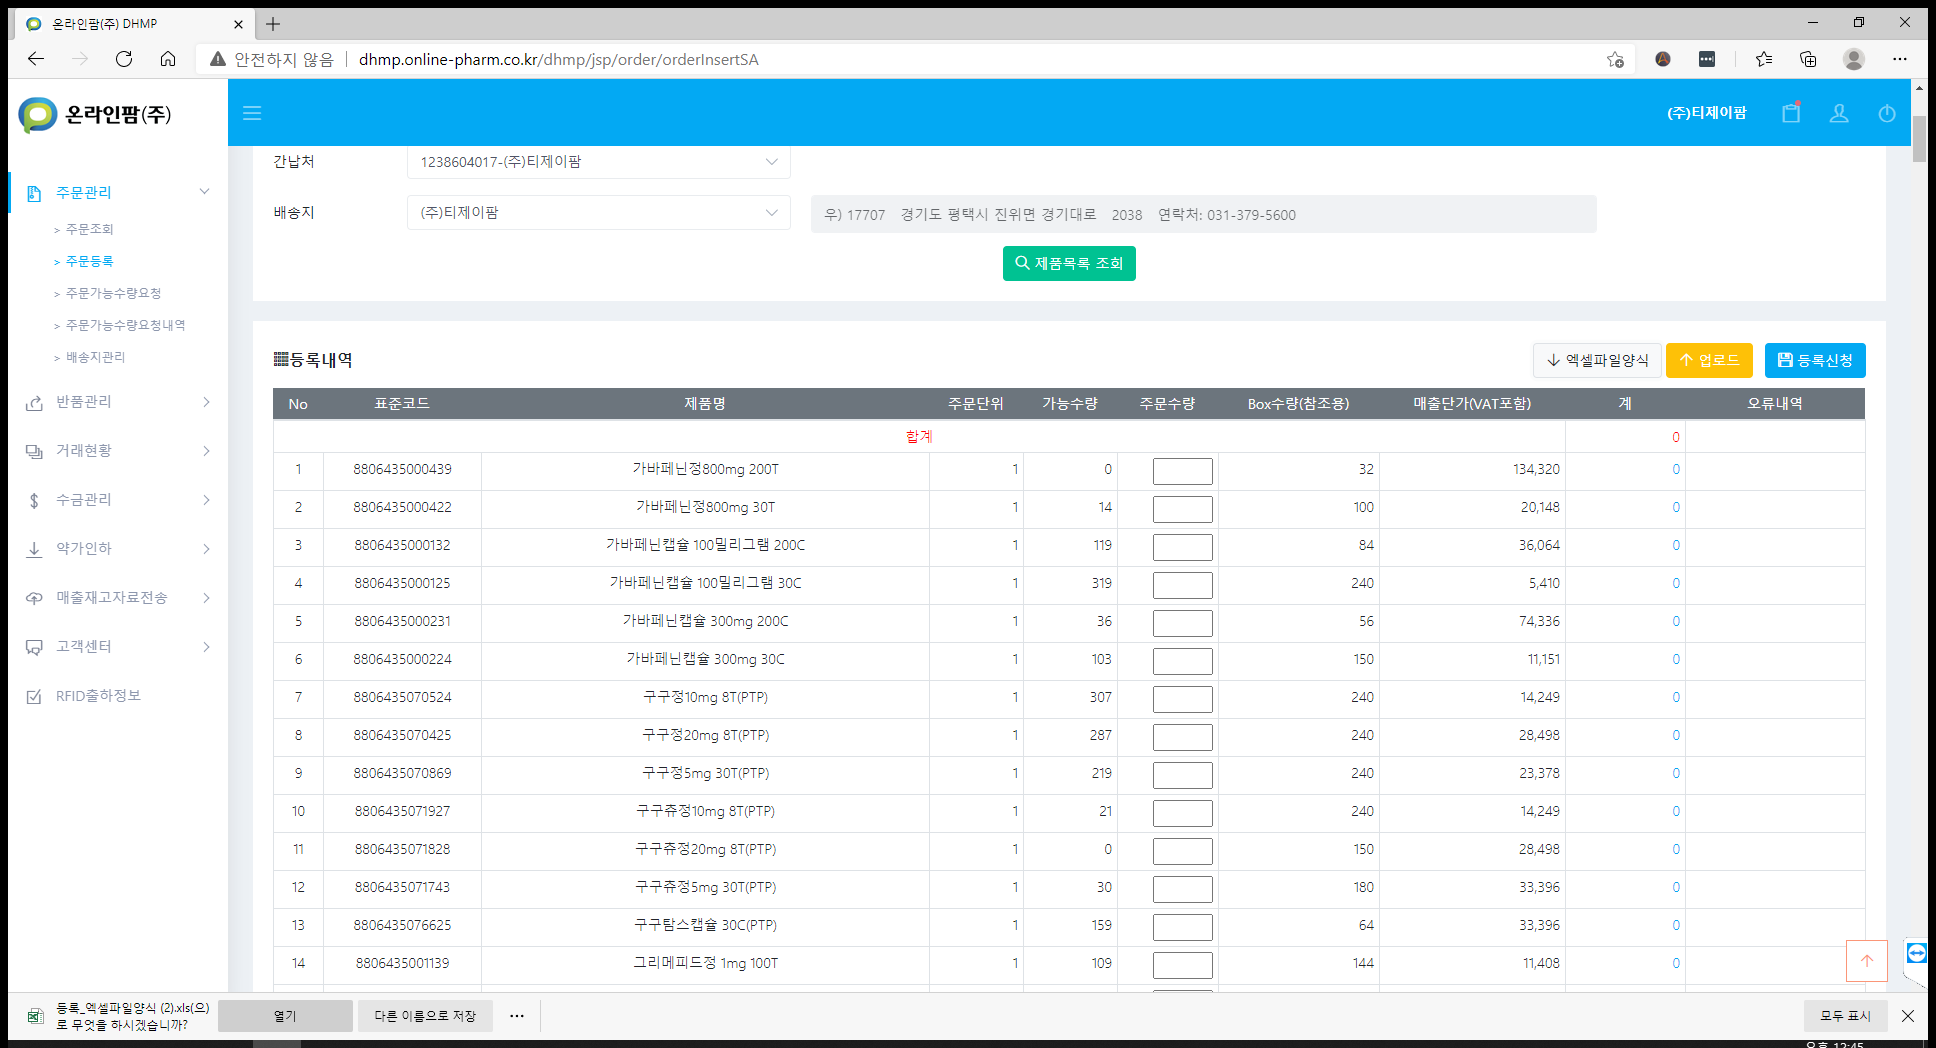 온라인팜(주) DHMP
안전하지 않음 dhmp.online-pharm.co.kr/dhmp/jsp/order/orderInsertSA
온라인팜(주)
(주)티제이팜
주문관리
> 주문조회
> 주문등록
> 주문가능수량요청
> 주문가능수량요청내역
> 배송지관리
반품관리
거래현황
수금관리
약가인하
매출재고자료전송
고객센터
RFID출하정보
간납처 1238604017-(주)티제이팜
배송지 (주)티제이팜 우) 17707 경기도 평택시 진위면 경기대로 2038 연락처: 031-379-5600
제품목록 조회
등록내역 엑셀파일양식 업로드 등록신청
No 표준코드 제품명 주문단위 가능수량 주문수량 Box수량(참조용) 매출단가(VAT포함) 계 오류내역
합계 0
1 8806435000439 가바페닌정800mg 200T 1 0 32 134,320 0
2 8806435000422 가바페닌정800mg 30T 1 14 100 20,148 0
3 8806435000132 가바페닌캡슐 100밀리그램 200C 1 119 84 36,064 0
4 8806435000125 가바페닌캡슐 100밀리그램 30C 1 319 240 5,410 0
5 8806435000231 가바페닌캡슐 300mg 200C 1 36 56 74,336 0
6 8806435000224 가바페닌캡슐 300mg 30C 1 103 150 11,151 0
7 8806435070524 구구정10mg 8T(PTP) 1 307 240 14,249 0
8 8806435070425 구구정20mg 8T(PTP) 1 287 240 28,498 0
9 8806435070869 구구정5mg 30T(PTP) 1 219 240 23,378 0
10 8806435071927 구구츄정10mg 8T(PTP) 1 21 240 14,249 0
11 8806435071828 구구츄정20mg 8T(PTP) 1 0 150 28,498 0
12 8806435071743 구구츄정5mg 30T(PTP) 1 30 180 33,396 0
13 8806435076625 구구탐스캡슐 30C(PTP) 1 159 64 33,396 0
14 8806435001139 그리메피드정 1mg 100T 1 109 144 11,408 0
등록_엑셀파일양식 (2).xls(으)
로 무엇을 하시겠습니까?
열기 다른 이름으로 저장 ··· 모두 표시
오후 12:45